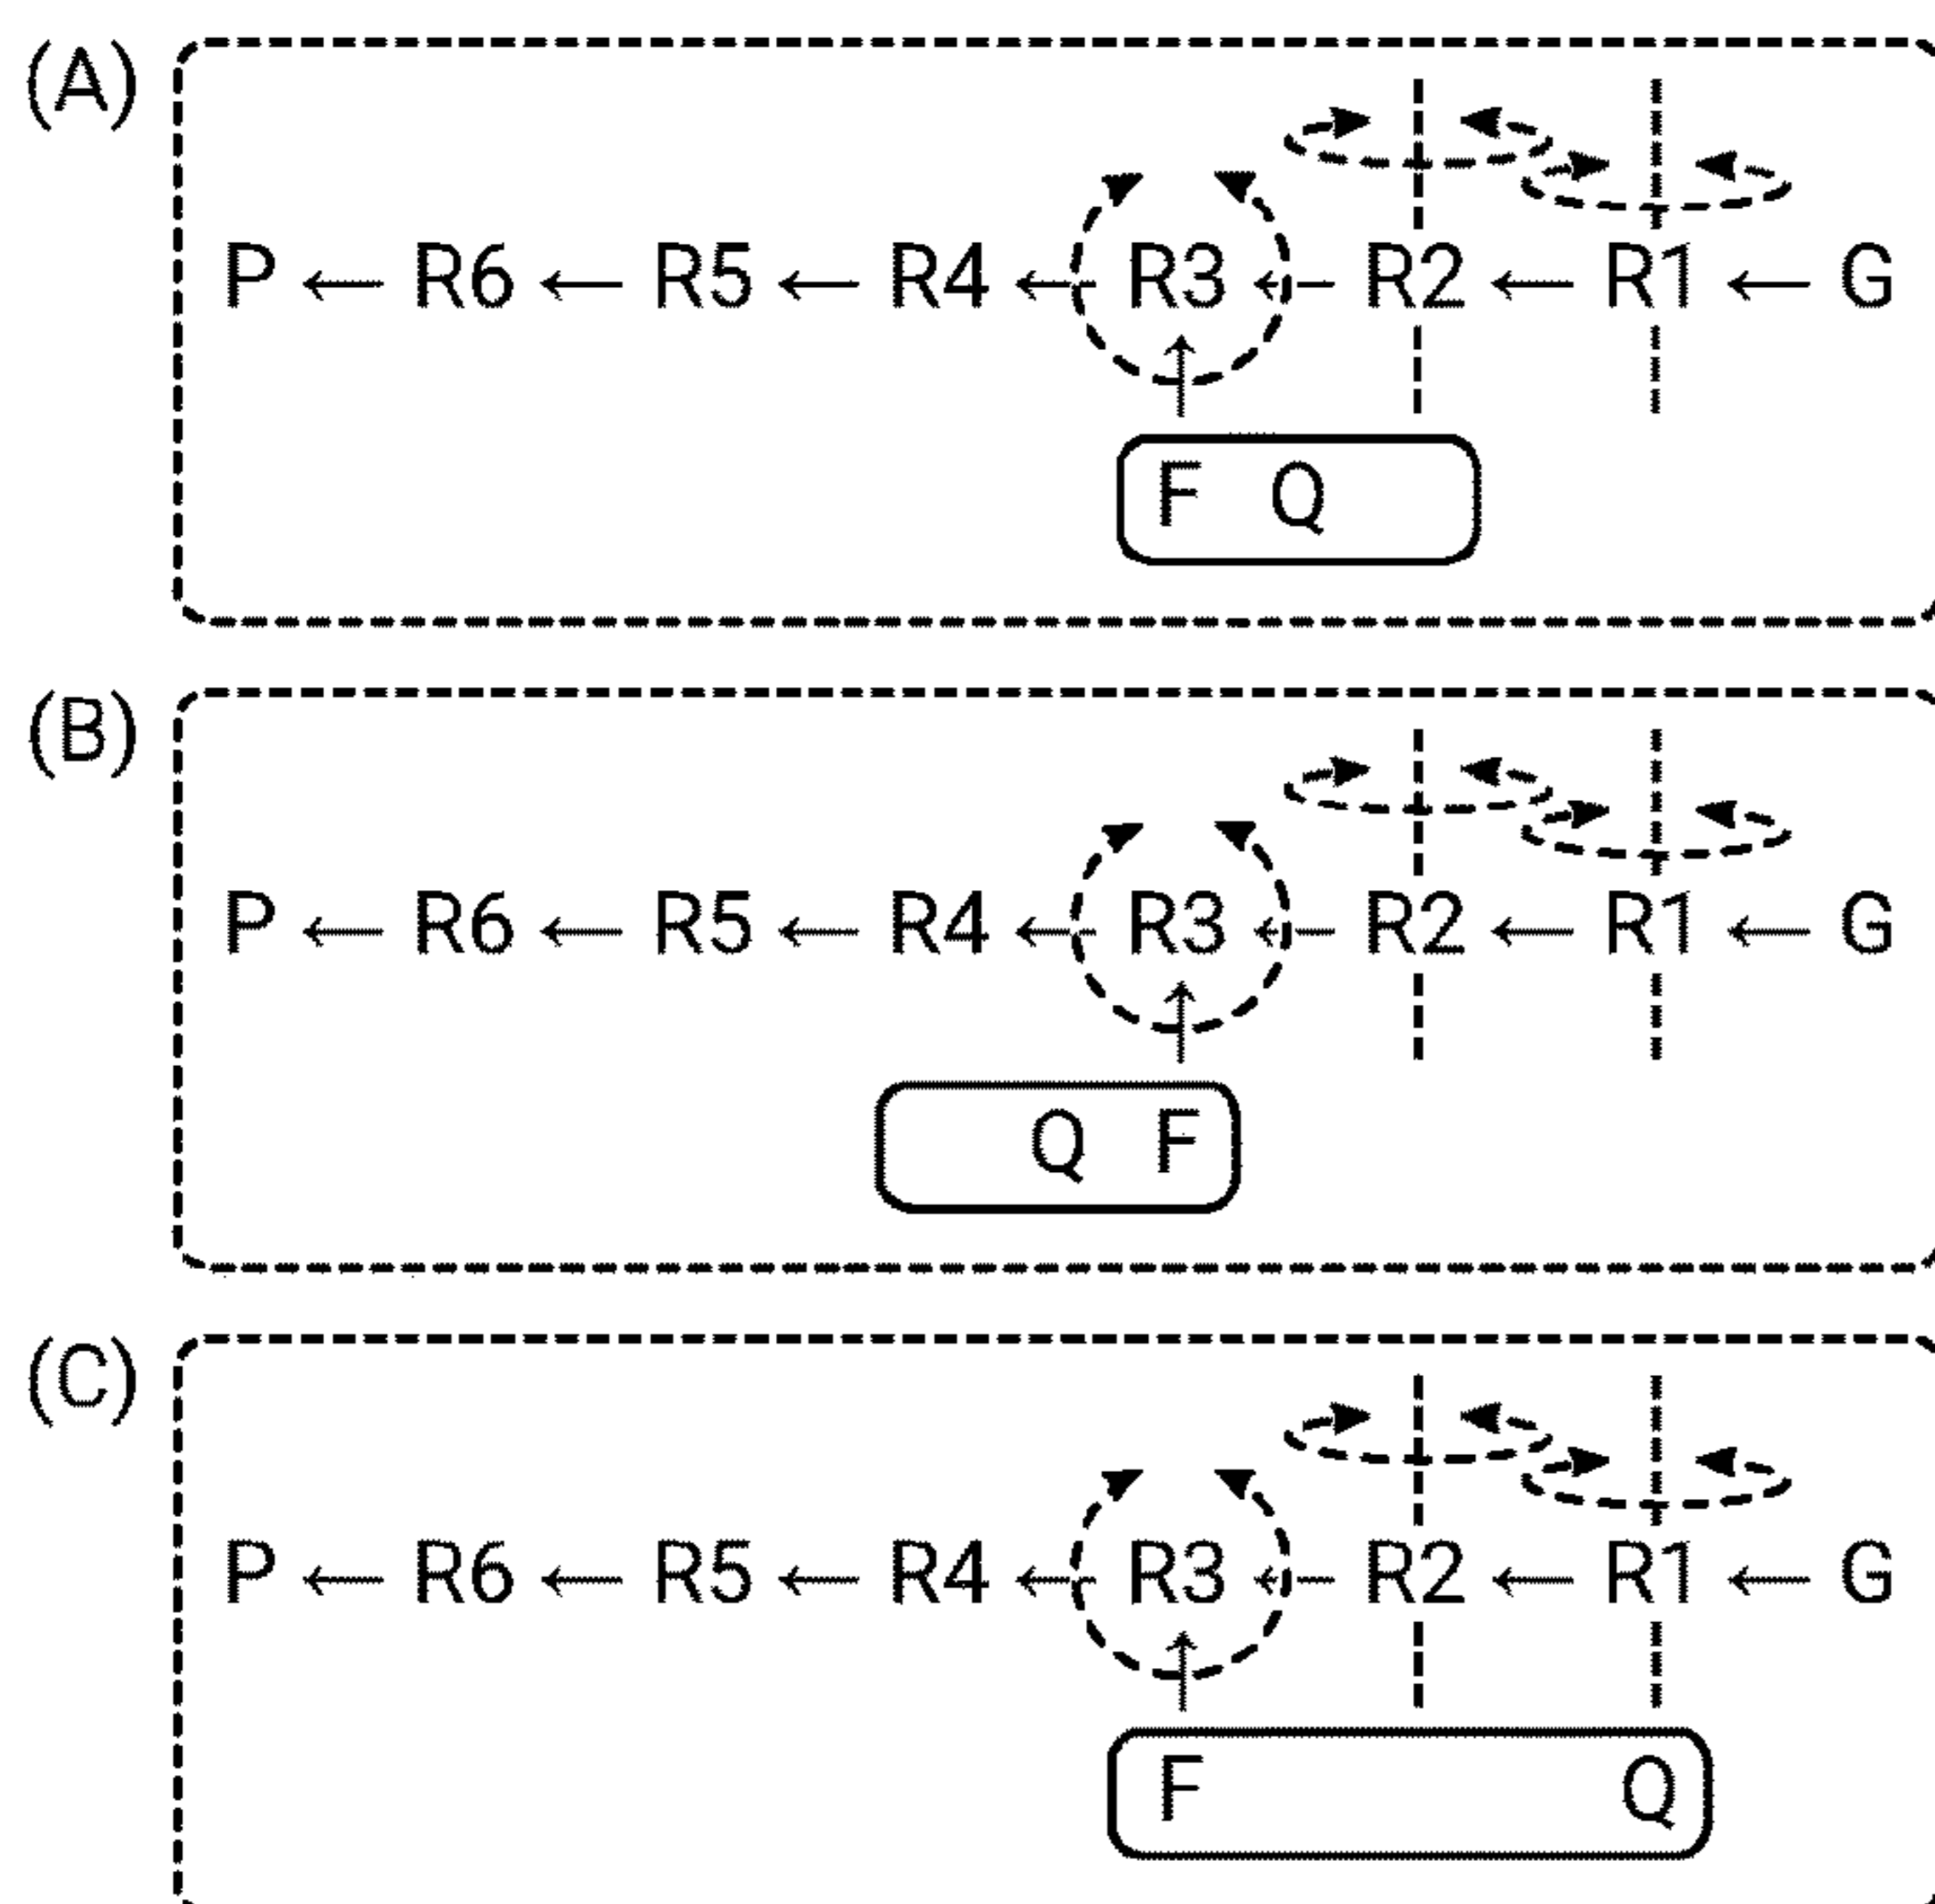 (A)
P ← R6 ← R5 ← R4 ← R3 ← R2 ← R1 ← G
F Q
(B)
P ← R6 ← R5 ← R4 ← R3 ← R2 ← R1 ← G
Q F
(C)
P ← R6 ← R5 ← R4 ← R3 ← R2 ← R1 ← G
F Q